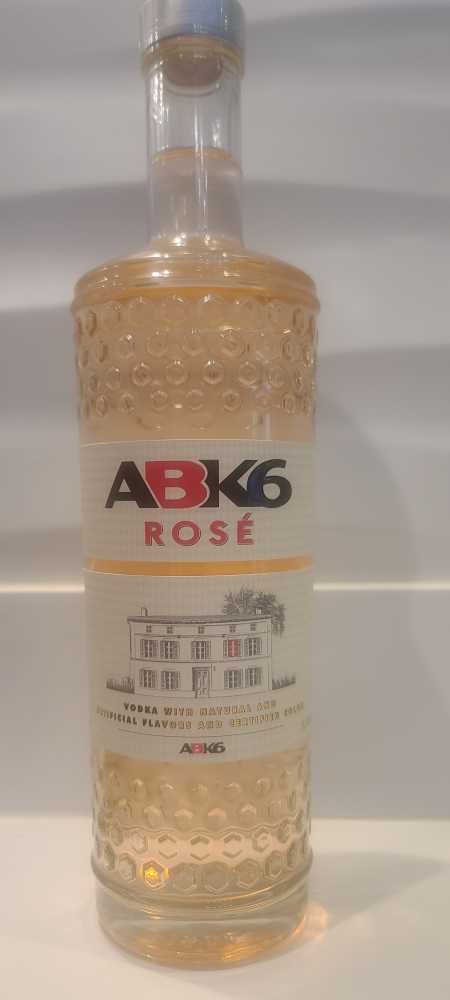 ABK6
ROSÉ
VODKA WITH NATURAL AND
ARTIFICIAL FLAVORS AND CERTIFIED COLOR
ABK6